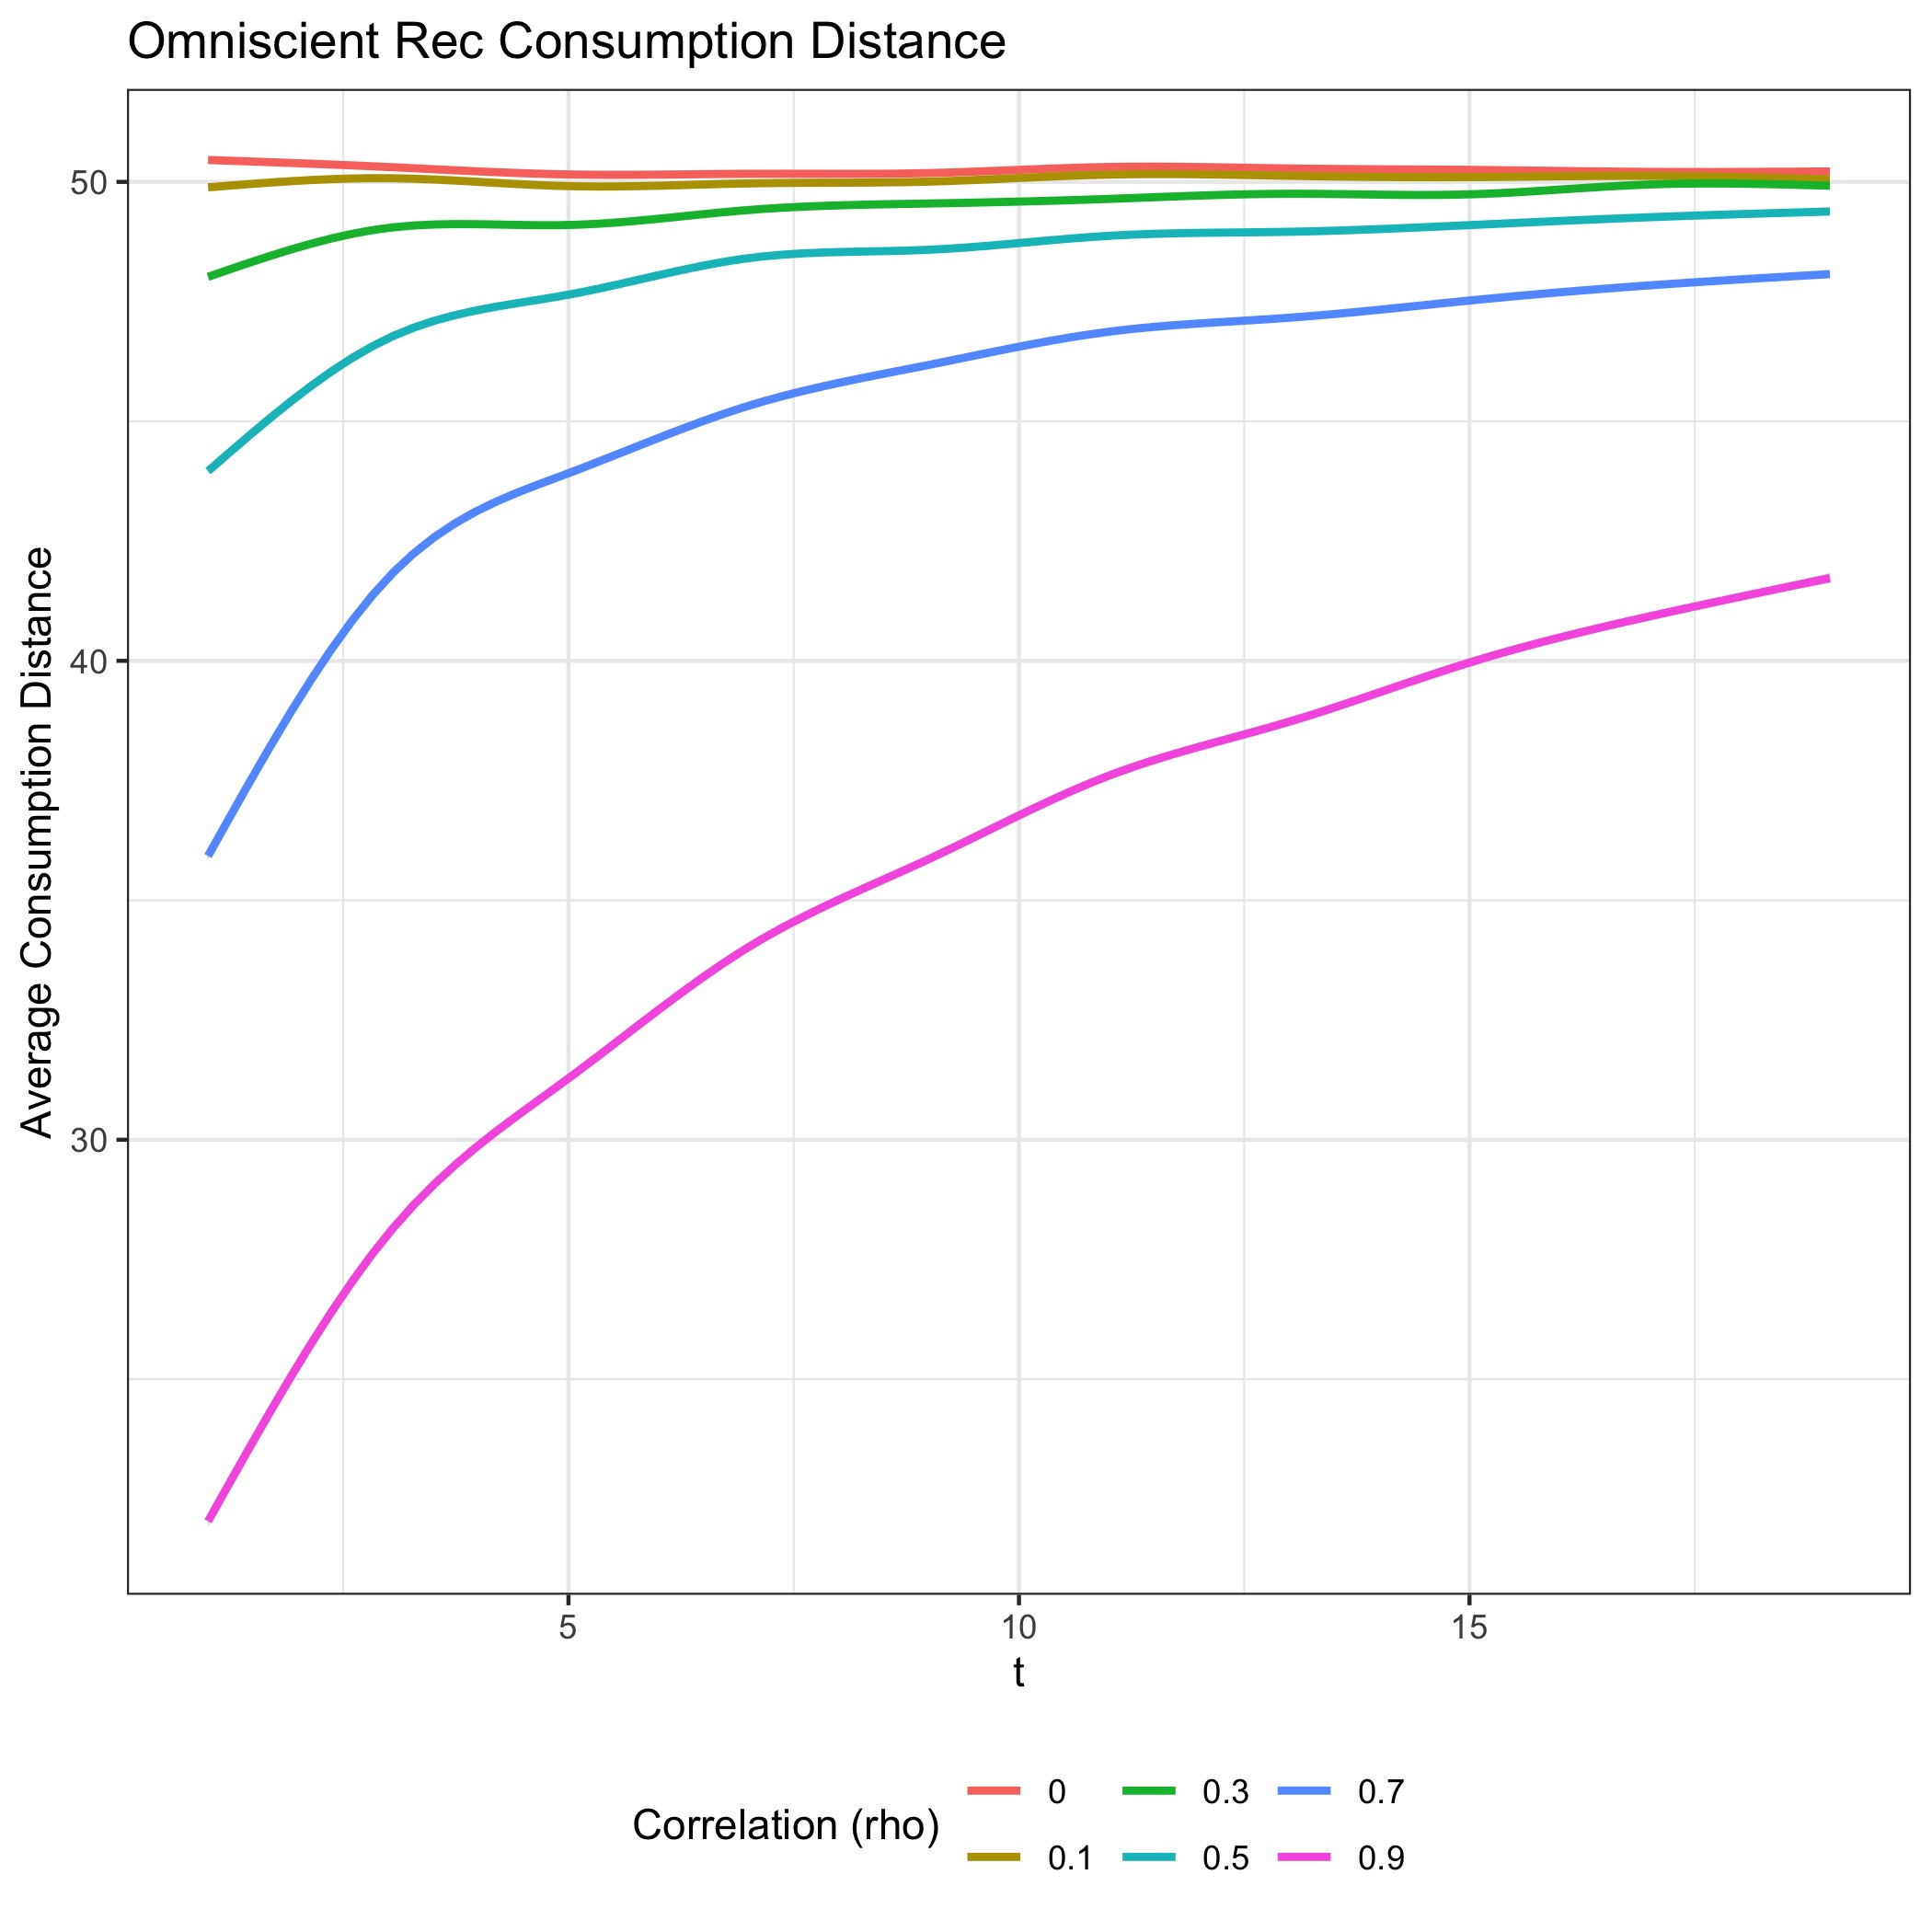 Omniscient Rec Consumption Distance
Average Consumption Distance
50
40
30
5 10 15
t
Correlation (rho)
0 0.3 0.7
0.1 0.5 0.9